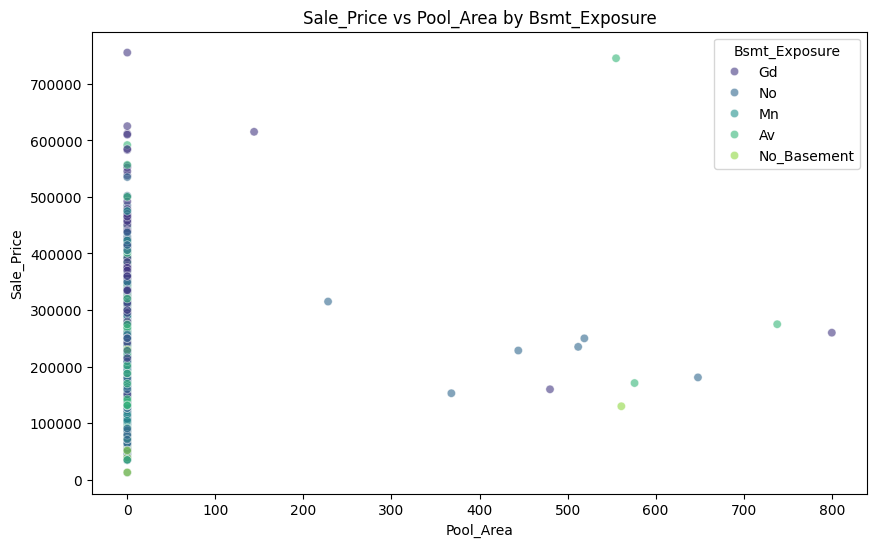 Sale_Price vs Pool_Area by Bsmt_Exposure
Bsmt_Exposure
Gd
No
Mn
Av
No_Basement
Sale_Price
700000
600000
500000
400000
300000
200000
100000
0
0 100 200 300 400 500 600 700 800
Pool_Area